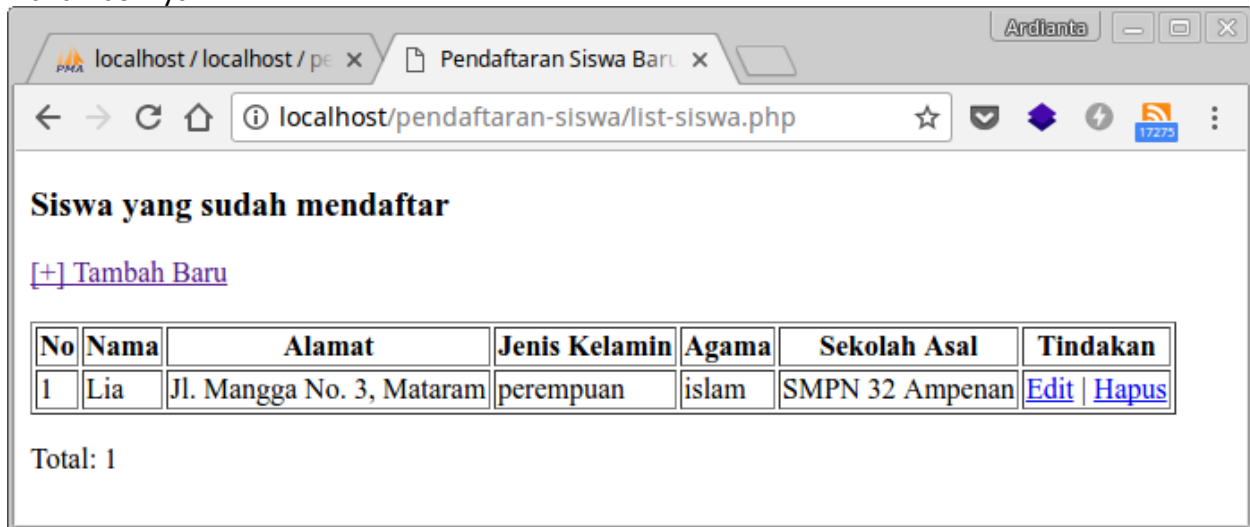 Ardianta
PMA localhost / localhost / pe
Pendaftaran Siswa Baru
localhost/pendaftaran-siswa/list-siswa.php
17275
Siswa yang sudah mendaftar
[+] Tambah Baru
No Nama Alamat Jenis Kelamin Agama Sekolah Asal Tindakan
1 Lia Jl. Mangga No. 3, Mataram perempuan islam SMPN 32 Ampenan Edit | Hapus
Total: 1